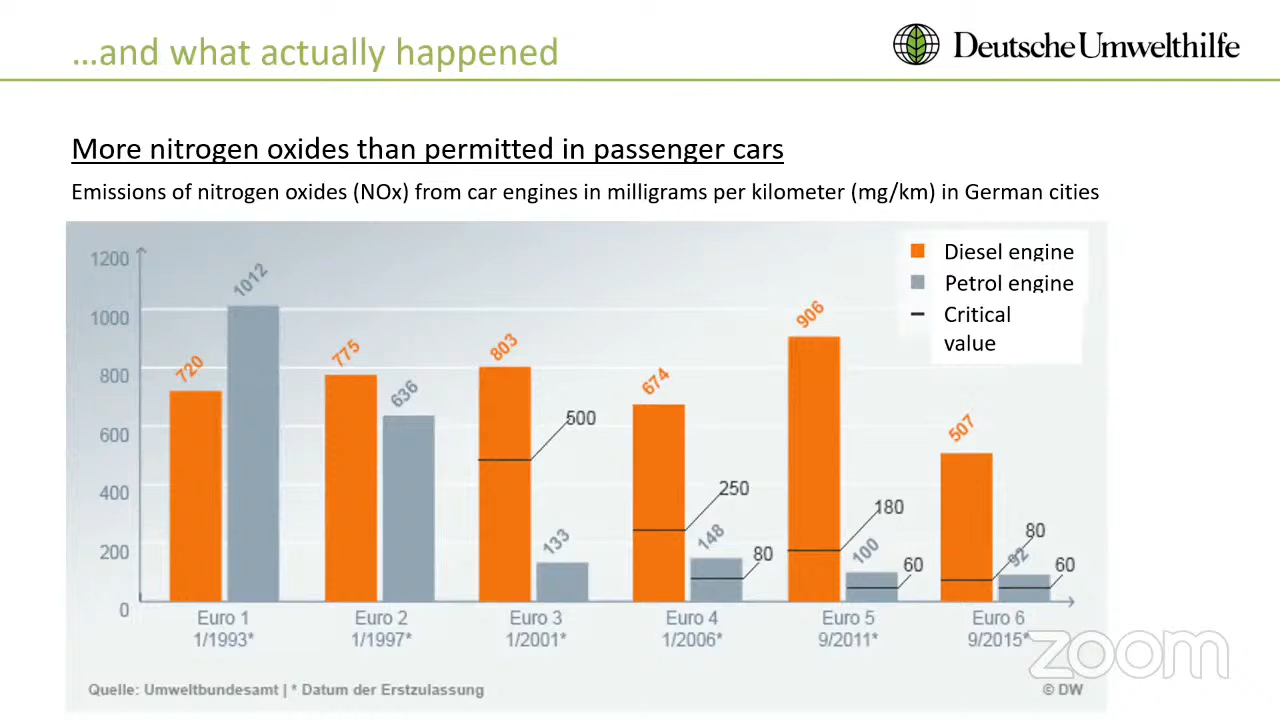 ...and what actually happened
Deutsche Umwelthilfe
More nitrogen oxides than permitted in passenger cars
Emissions of nitrogen oxides (NOx) from car engines in milligrams per kilometer (mg/km) in German cities
Diesel engine
Petrol engine
Critical
value
1200
1000
800
600
400
200
0
720
1012
775
636
803
500
133
674
250
148
80
906
180
100
60
507
80
92
60
Euro 1
1/1993*
Euro 2
1/1997*
Euro 3
1/2001*
Euro 4
1/2006*
Euro 5
9/2011*
Euro 6
9/2015*
zoom
Quelle: Umweltbundesamt | * Datum der Erstzulassung
© DW